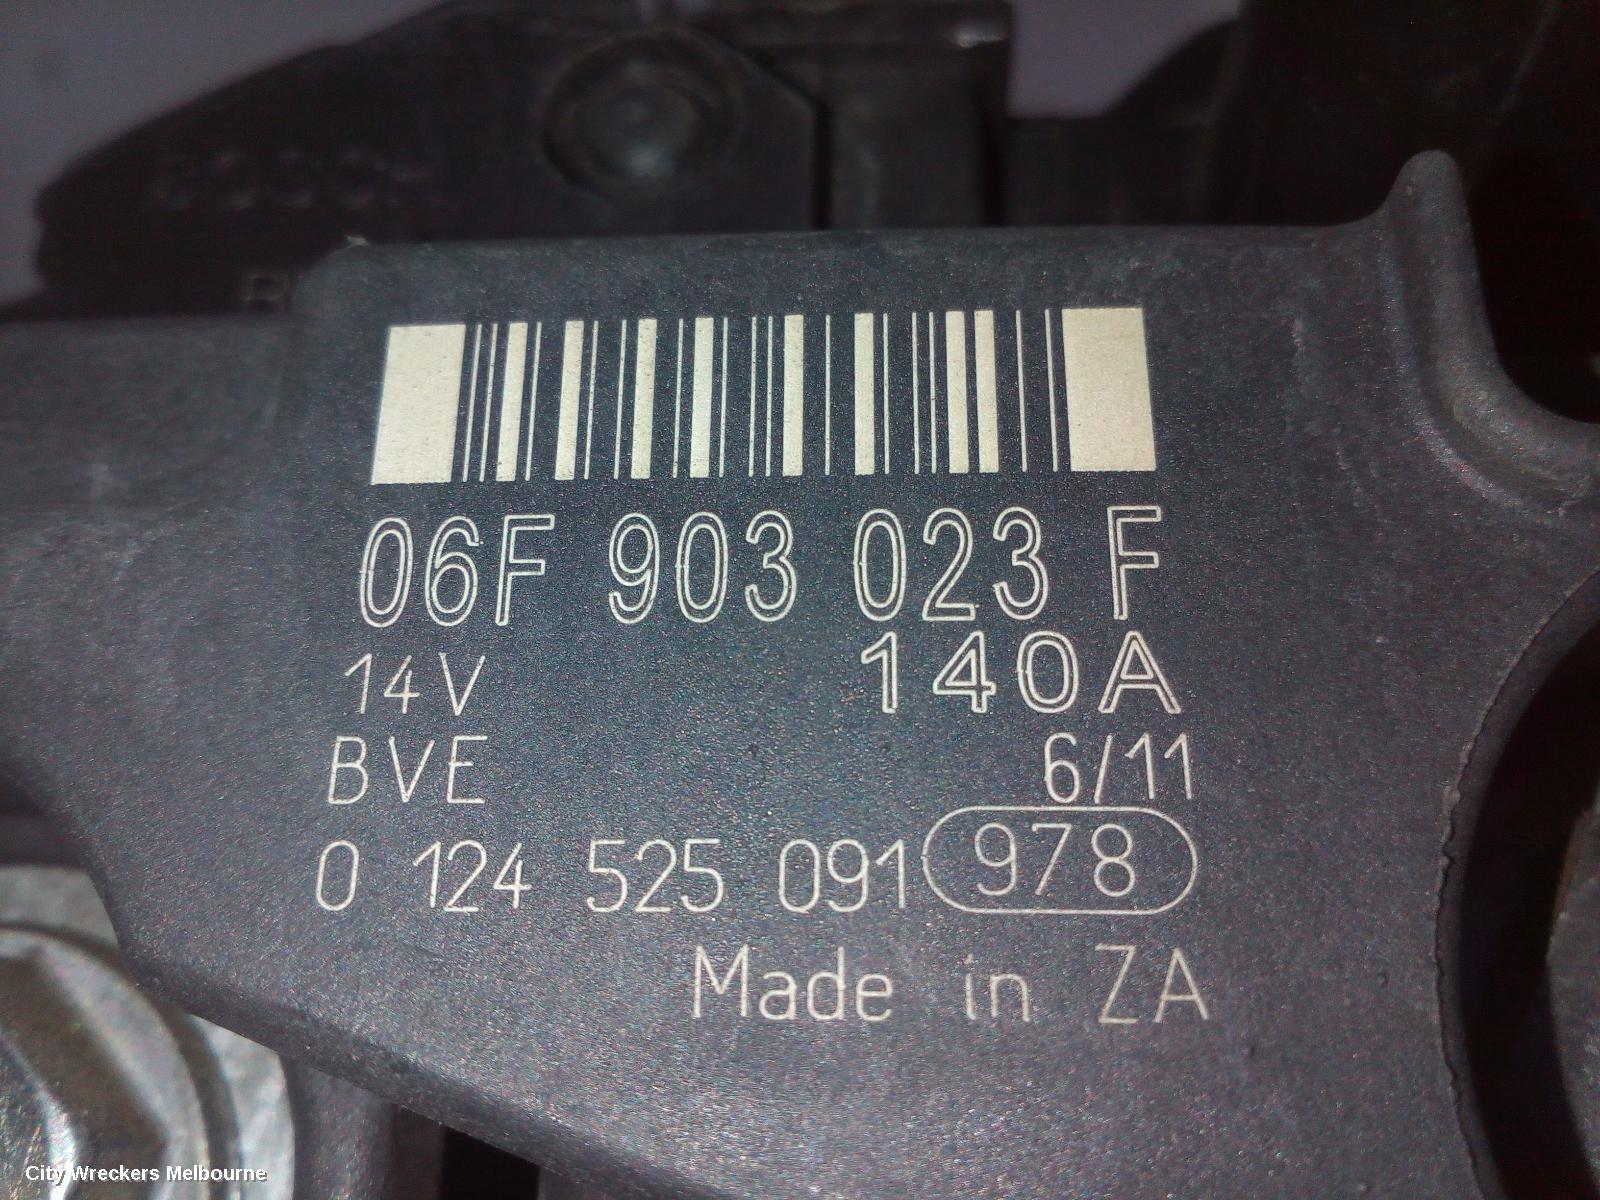 06F 903 023 F
14V 140A
BVE 6/11
0 124 525 091 978
Made in ZA
City Wreckers Melbourne